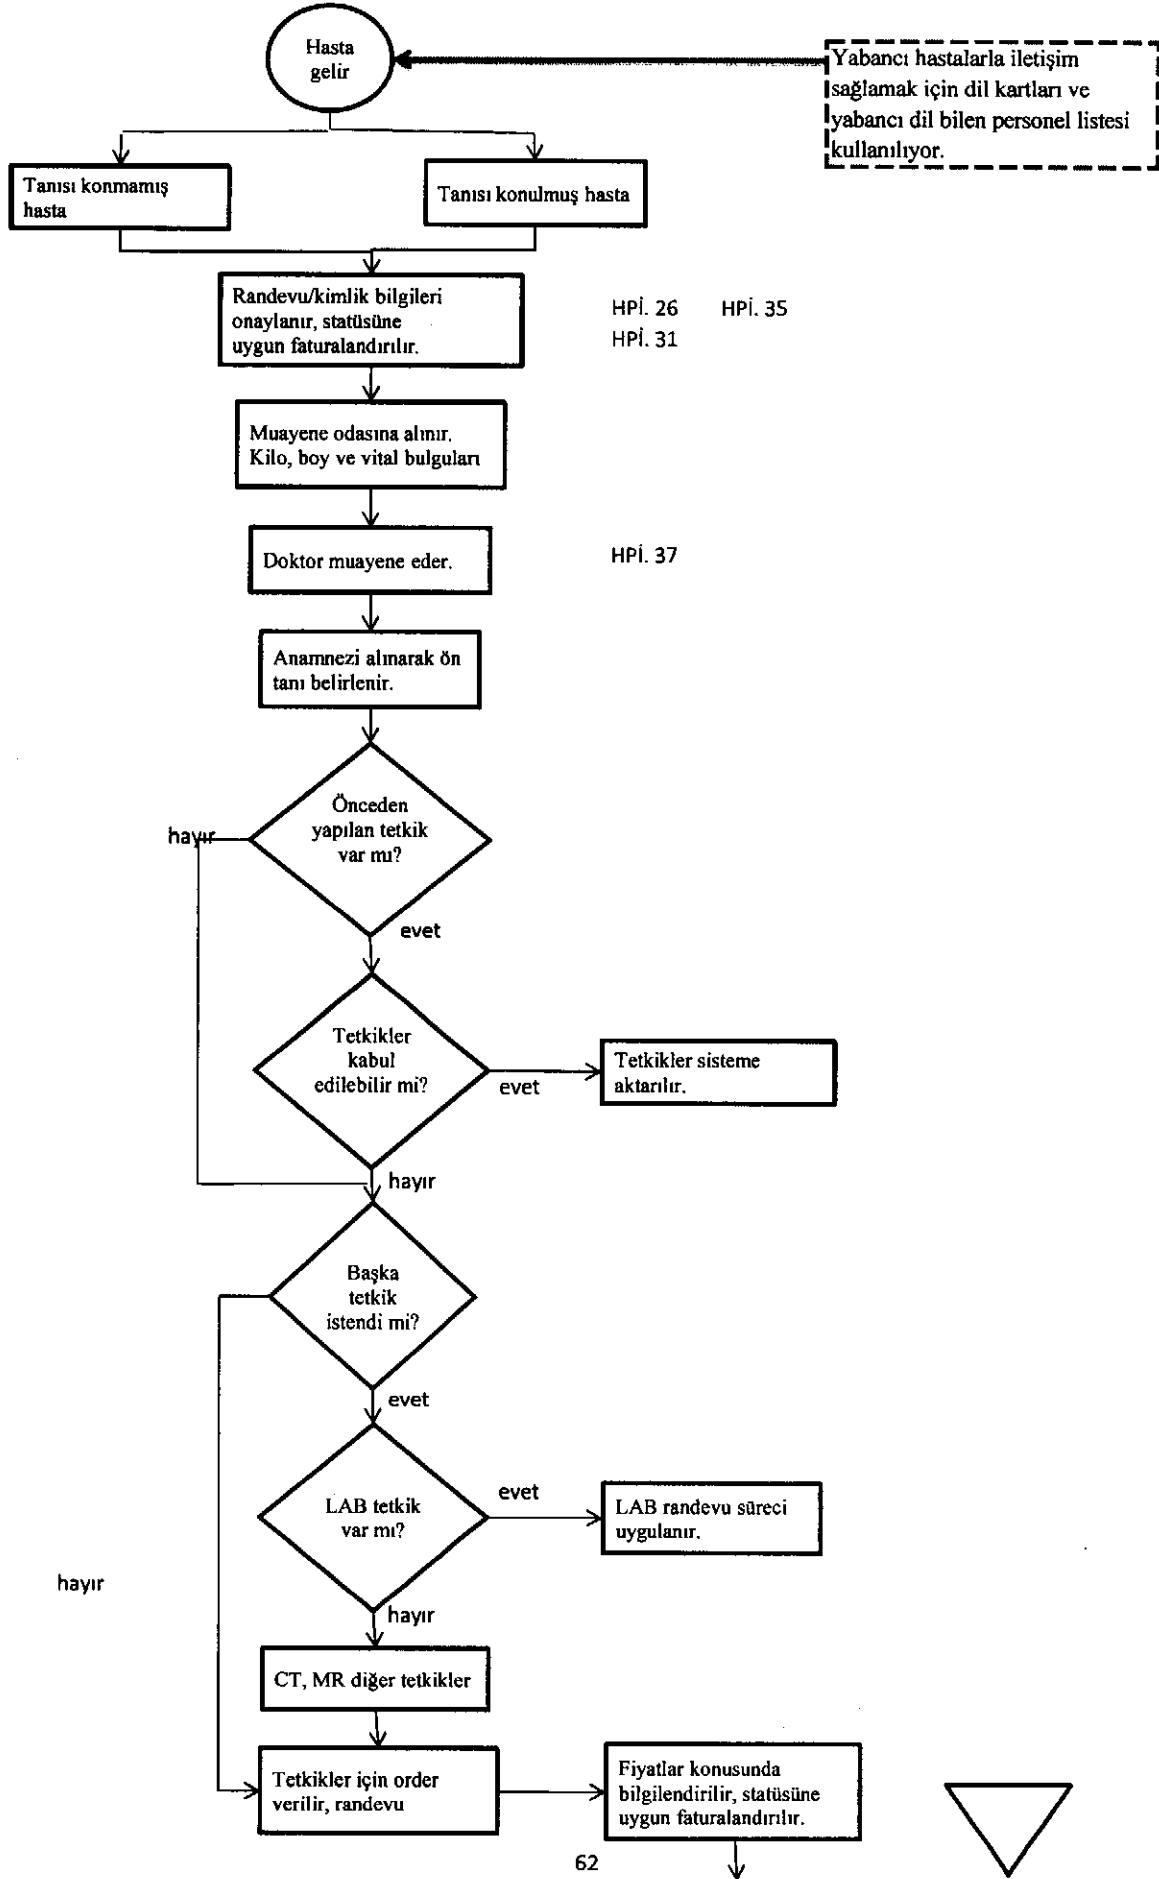 Hasta
gelir
Yabancı hastalarla iletişim
sağlamak için dil kartları ve
yabancı dil bilen personel listesi
kullanılıyor.
Tanısı konmamış
hasta
Tanısı konulmuş hasta
Randevu/kimlik bilgileri
onaylanır, statüsüne
uygun faturalandırılır.
HPİ. 26 HPİ. 35
HPİ. 31
Muayene odasına alınır.
Kilo, boy ve vital bulguları
Doktor muayene eder.
HPİ. 37
Anamnezi alınarak ön
tanı belirlenir.
Önceden
yapılan tetkik
var mı?
hayır
evet
Tetkikler
kabul
edilebilir mi?
evet
Tetkikler sisteme
aktarılır.
hayır
Başka
tetkik
istendi mi?
evet
LAB tetkik
var mı?
evet
LAB randevu süreci
uygulanır.
hayır
hayır
CT, MR diğer tetkikler
Tetkikler için order
verilir, randevu
Fiyatlar konusunda
bilgilendirilir, statüsüne
uygun faturalandırılır.
62